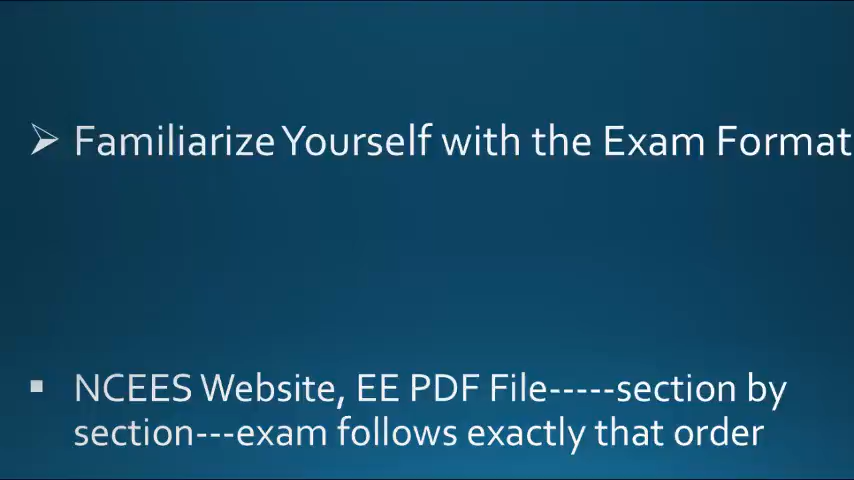 Familiarize Yourself with the Exam Format
NCEES Website, EE PDF File-----section by
section---exam follows exactly that order